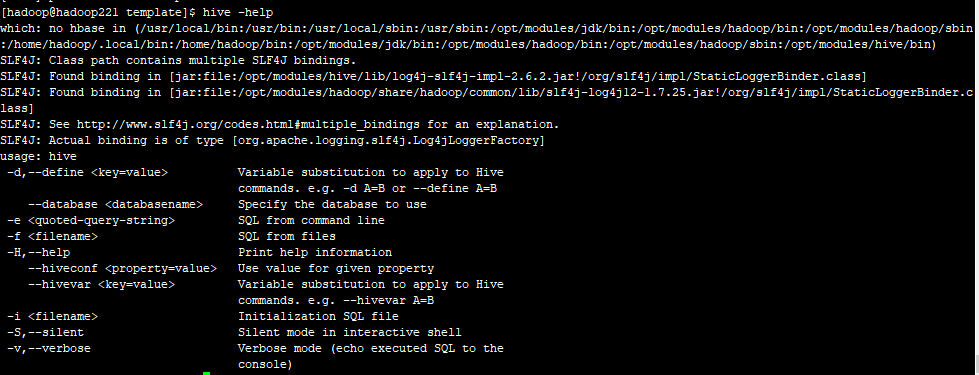 [hadoop@hadoop221 template]$ hive -help
which: no hbase in (/usr/local/bin:/usr/bin:/usr/local/sbin:/usr/sbin:/opt/modules/jdk/bin:/opt/modules/hadoop/bin:/opt/modules/hadoop/sbin
:/home/hadoop/.local/bin:/home/hadoop/bin:/opt/modules/jdk/bin:/opt/modules/hadoop/bin:/opt/modules/hadoop/sbin:/opt/modules/hive/bin)
SLF4J: Class path contains multiple SLF4J bindings.
SLF4J: Found binding in [jar:file:/opt/modules/hive/lib/log4j-slf4j-impl-2.6.2.jar!/org/slf4j/impl/StaticLoggerBinder.class]
SLF4J: Found binding in [jar:file:/opt/modules/hadoop/share/hadoop/common/lib/slf4j-log4j12-1.7.25.jar!/org/slf4j/impl/StaticLoggerBinder.c
lass]
SLF4J: See http://www.slf4j.org/codes.html#multiple_bindings for an explanation.
SLF4J: Actual binding is of type [org.apache.logging.slf4j.Log4jLoggerFactory]
usage: hive
 -d,--define <key=value>          Variable substitution to apply to Hive
                                  commands. e.g. -d A=B or --define A=B
    --database <databasename>     Specify the database to use
 -e <quoted-query-string>         SQL from command line
 -f <filename>                    SQL from files
 -H,--help                        Print help information
    --hiveconf <property=value>   Use value for given property
    --hivevar <key=value>         Variable substitution to apply to Hive
                                  commands. e.g. --hivevar A=B
 -i <filename>                    Initialization SQL file
 -S,--silent                      Silent mode in interactive shell
 -v,--verbose                     Verbose mode (echo executed SQL to the
                                  console)